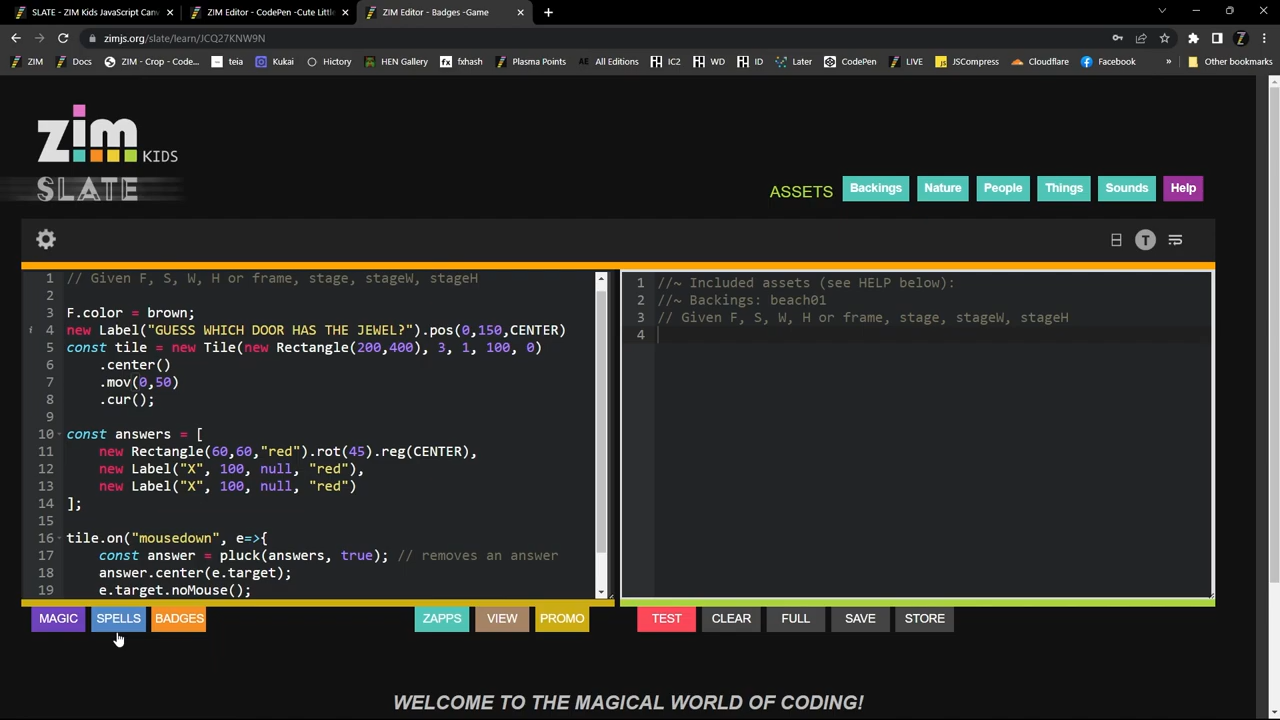 SLATE - ZIM Kids JavaScript Canv
ZIM Editor - CodePen -Cute Little
ZIM Editor - Badges -Game
zimjs.org/slate/learn/JCQ27KNW9N
ZIM
Docs
ZIM - Crop - Code...
teia
Kukai
Hictory
HEN Gallery
fxhash
Plasma Points
All Editions
IC2
WD
ID
Later
CodePen
LIVE
JSCompress
Cloudflare
Facebook
Other bookmarks
zim KIDS
SLATE
ASSETS
Backings
Nature
People
Things
Sounds
Help
T
1 // Given F, S, W, H or frame, stage, stageW, stageH
2
3 F.color = brown;
4 new Label("GUESS WHICH DOOR HAS THE JEWEL?").pos(0,150,CENTER)
5 const tile = new Tile(new Rectangle(200,400), 3, 1, 100, 0)
6 .center()
7 .mov(0,50)
8 .cur();
9
10 const answers = [
11 new Rectangle(60,60,"red").rot(45).reg(CENTER),
12 new Label("X", 100, null, "red"),
13 new Label("X", 100, null, "red")
14 ];
15
16 tile.on("mousedown", e=>{
17 const answer = pluck(answers, true); // removes an answer
18 answer.center(e.target);
19 e.target.noMouse();
1 //~ Included assets (see HELP below):
2 //~ Backings: beach01
3 // Given F, S, W, H or frame, stage, stageW, stageH
4
MAGIC
SPELLS
BADGES
ZAPPS
VIEW
PROMO
TEST
CLEAR
FULL
SAVE
STORE
WELCOME TO THE MAGICAL WORLD OF CODING!